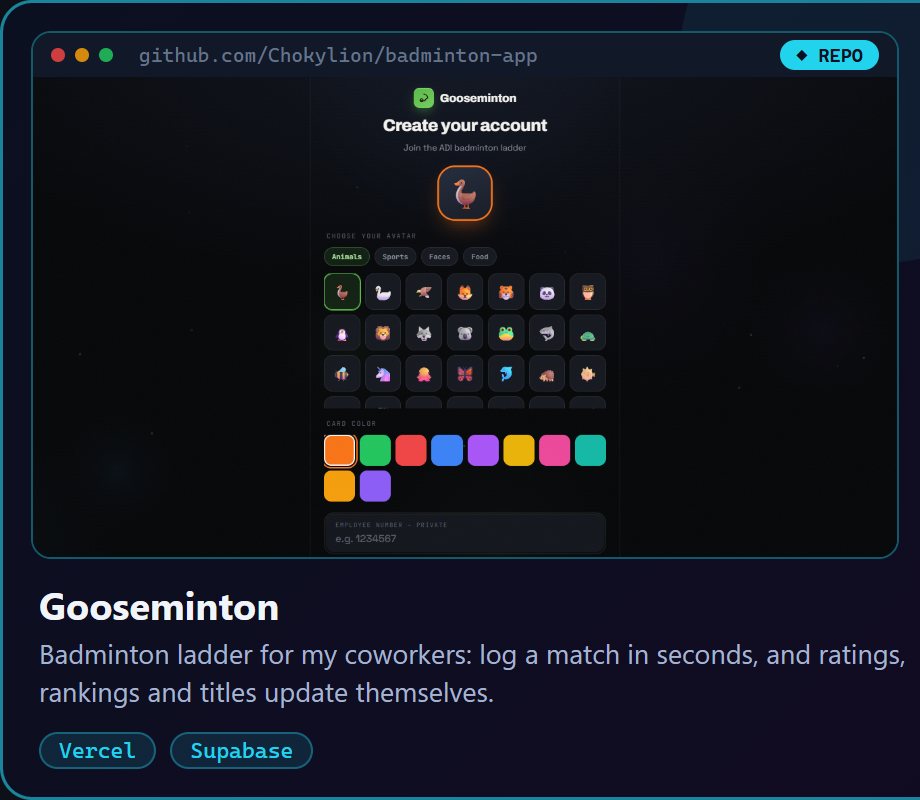 github.com/Chokylion/badminton-app
◆ REPO
Gooseminton
Create your account
Join the ADI badminton ladder
CHOOSE YOUR AVATAR
Animals Sports Faces Food
CARD COLOR
EMPLOYEE NUMBER - PRIVATE
e.g. 1234567
Gooseminton
Badminton ladder for my coworkers: log a match in seconds, and ratings,
rankings and titles update themselves.
Vercel Supabase